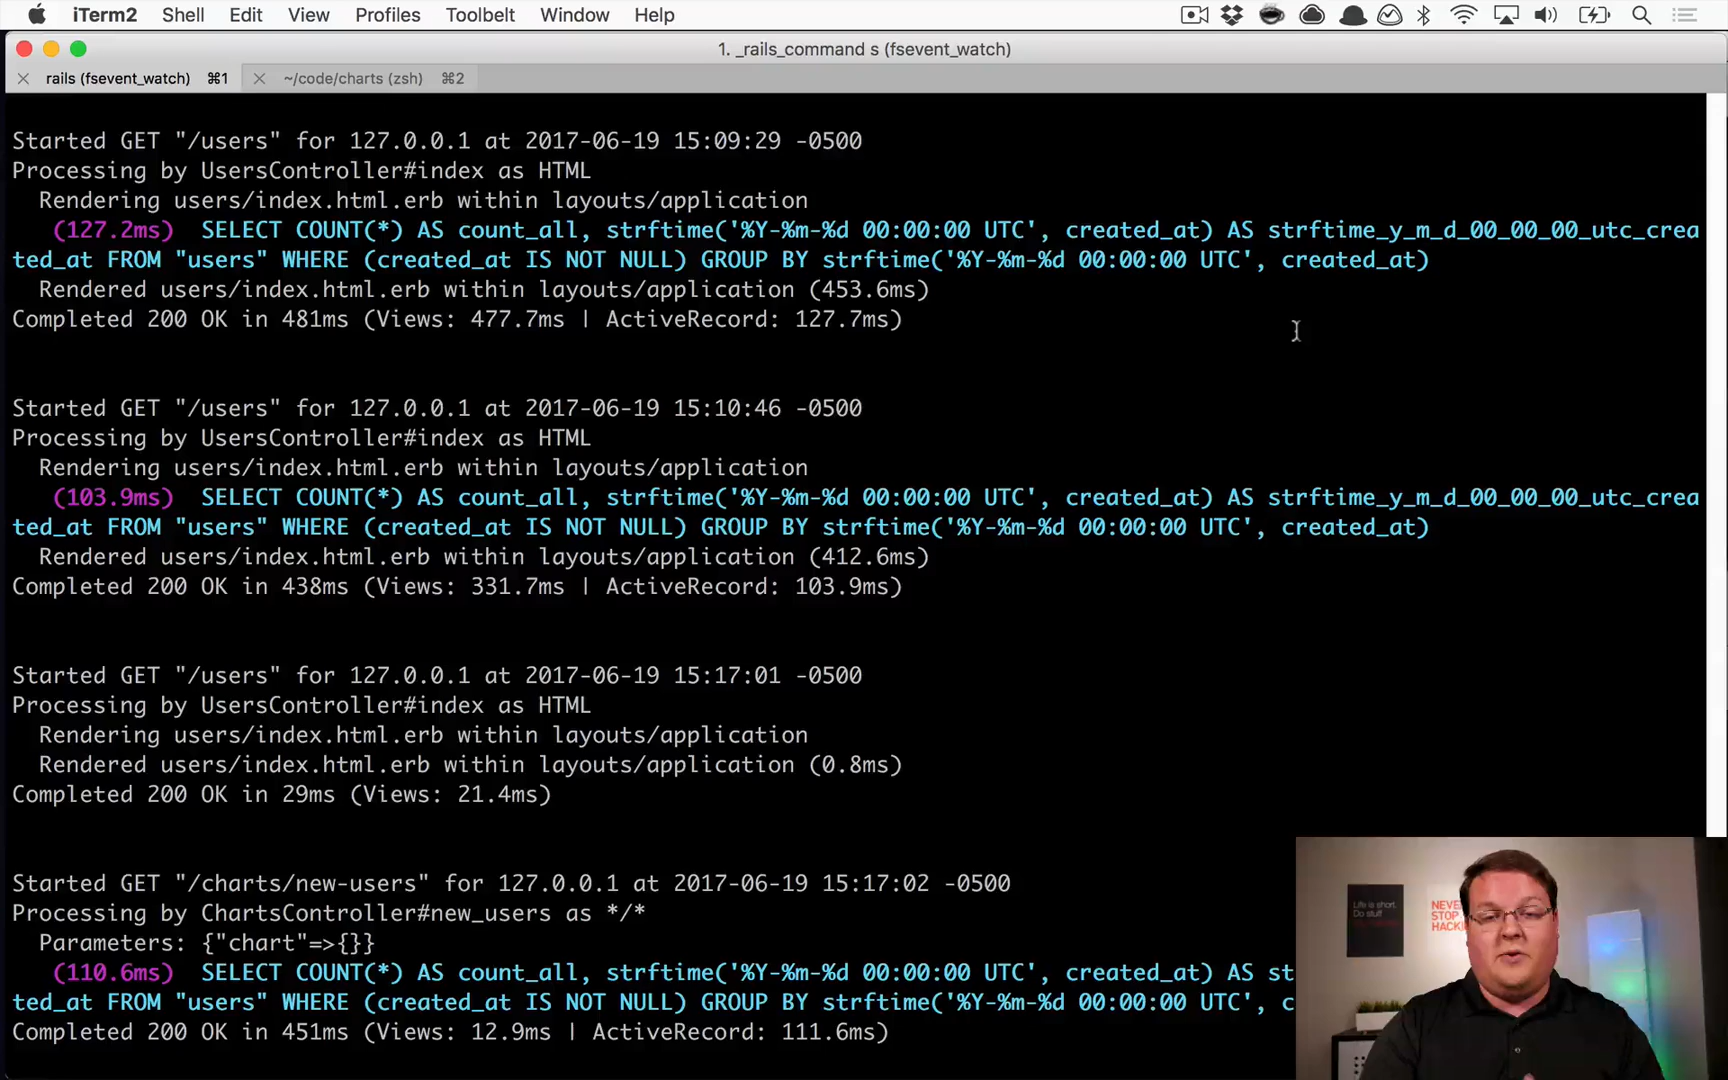 iTerm2 Shell Edit View Profiles Toolbelt Window Help
1. _rails_command s (fsevent_watch)
rails (fsevent_watch) ⌘1 ~/code/charts (zsh) ⌘2
Started GET "/users" for 127.0.0.1 at 2017-06-19 15:09:29 -0500
Processing by UsersController#index as HTML
  Rendering users/index.html.erb within layouts/application
   (127.2ms)  SELECT COUNT(*) AS count_all, strftime('%Y-%m-%d 00:00:00 UTC', created_at) AS strftime_y_m_d_00_00_00_utc_crea
ted_at FROM "users" WHERE (created_at IS NOT NULL) GROUP BY strftime('%Y-%m-%d 00:00:00 UTC', created_at)
  Rendered users/index.html.erb within layouts/application (453.6ms)
Completed 200 OK in 481ms (Views: 477.7ms | ActiveRecord: 127.7ms)
Started GET "/users" for 127.0.0.1 at 2017-06-19 15:10:46 -0500
Processing by UsersController#index as HTML
  Rendering users/index.html.erb within layouts/application
   (103.9ms)  SELECT COUNT(*) AS count_all, strftime('%Y-%m-%d 00:00:00 UTC', created_at) AS strftime_y_m_d_00_00_00_utc_crea
ted_at FROM "users" WHERE (created_at IS NOT NULL) GROUP BY strftime('%Y-%m-%d 00:00:00 UTC', created_at)
  Rendered users/index.html.erb within layouts/application (412.6ms)
Completed 200 OK in 438ms (Views: 331.7ms | ActiveRecord: 103.9ms)
Started GET "/users" for 127.0.0.1 at 2017-06-19 15:17:01 -0500
Processing by UsersController#index as HTML
  Rendering users/index.html.erb within layouts/application
  Rendered users/index.html.erb within layouts/application (0.8ms)
Completed 200 OK in 29ms (Views: 21.4ms)
Started GET "/charts/new-users" for 127.0.0.1 at 2017-06-19 15:17:02 -0500
Processing by ChartsController#new_users as */*
  Parameters: {"chart"=>{}}
   (110.6ms)  SELECT COUNT(*) AS count_all, strftime('%Y-%m-%d 00:00:00 UTC', created_at) AS st
ted_at FROM "users" WHERE (created_at IS NOT NULL) GROUP BY strftime('%Y-%m-%d 00:00:00 UTC', c
Completed 200 OK in 451ms (Views: 12.9ms | ActiveRecord: 111.6ms)
Life is short.
Do stuff
NEVE
STOP
HACKI